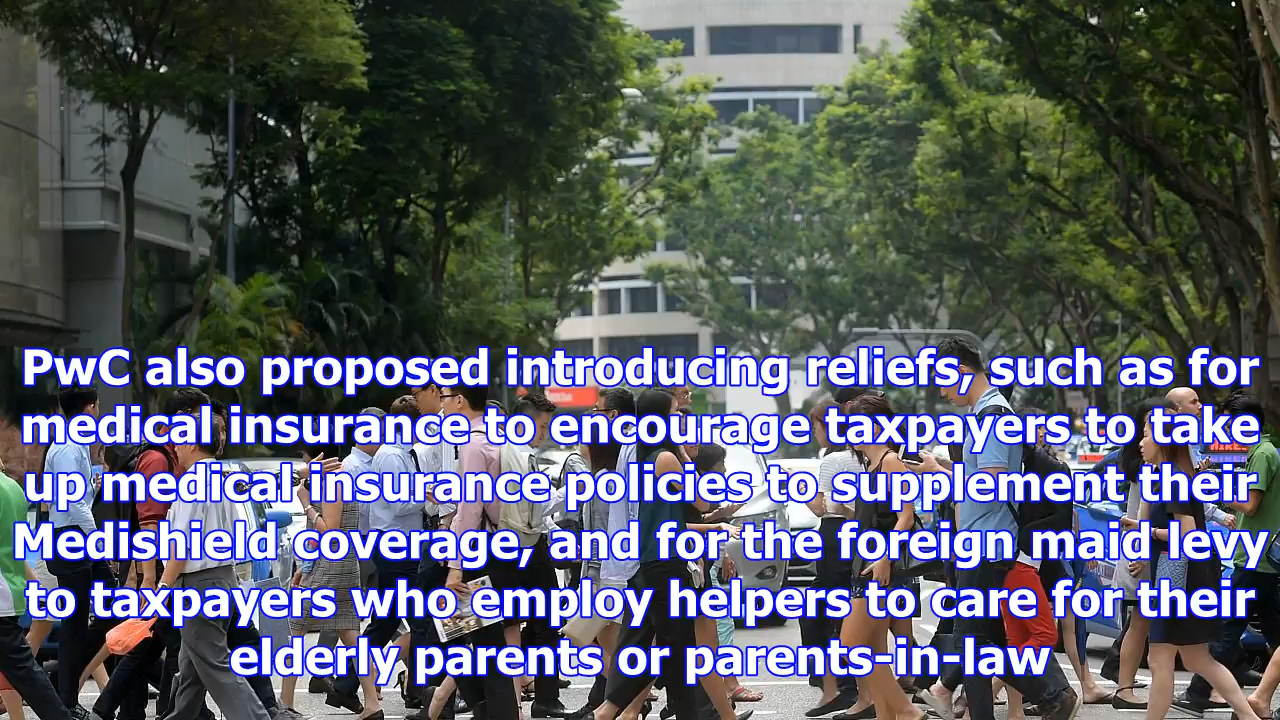 PwC also proposed introducing reliefs, such as for
medical insurance to encourage taxpayers to take
up medical insurance policies to supplement their
Medishield coverage, and for the foreign maid levy
to taxpayers who employ helpers to care for their
elderly parents or parents-in-law